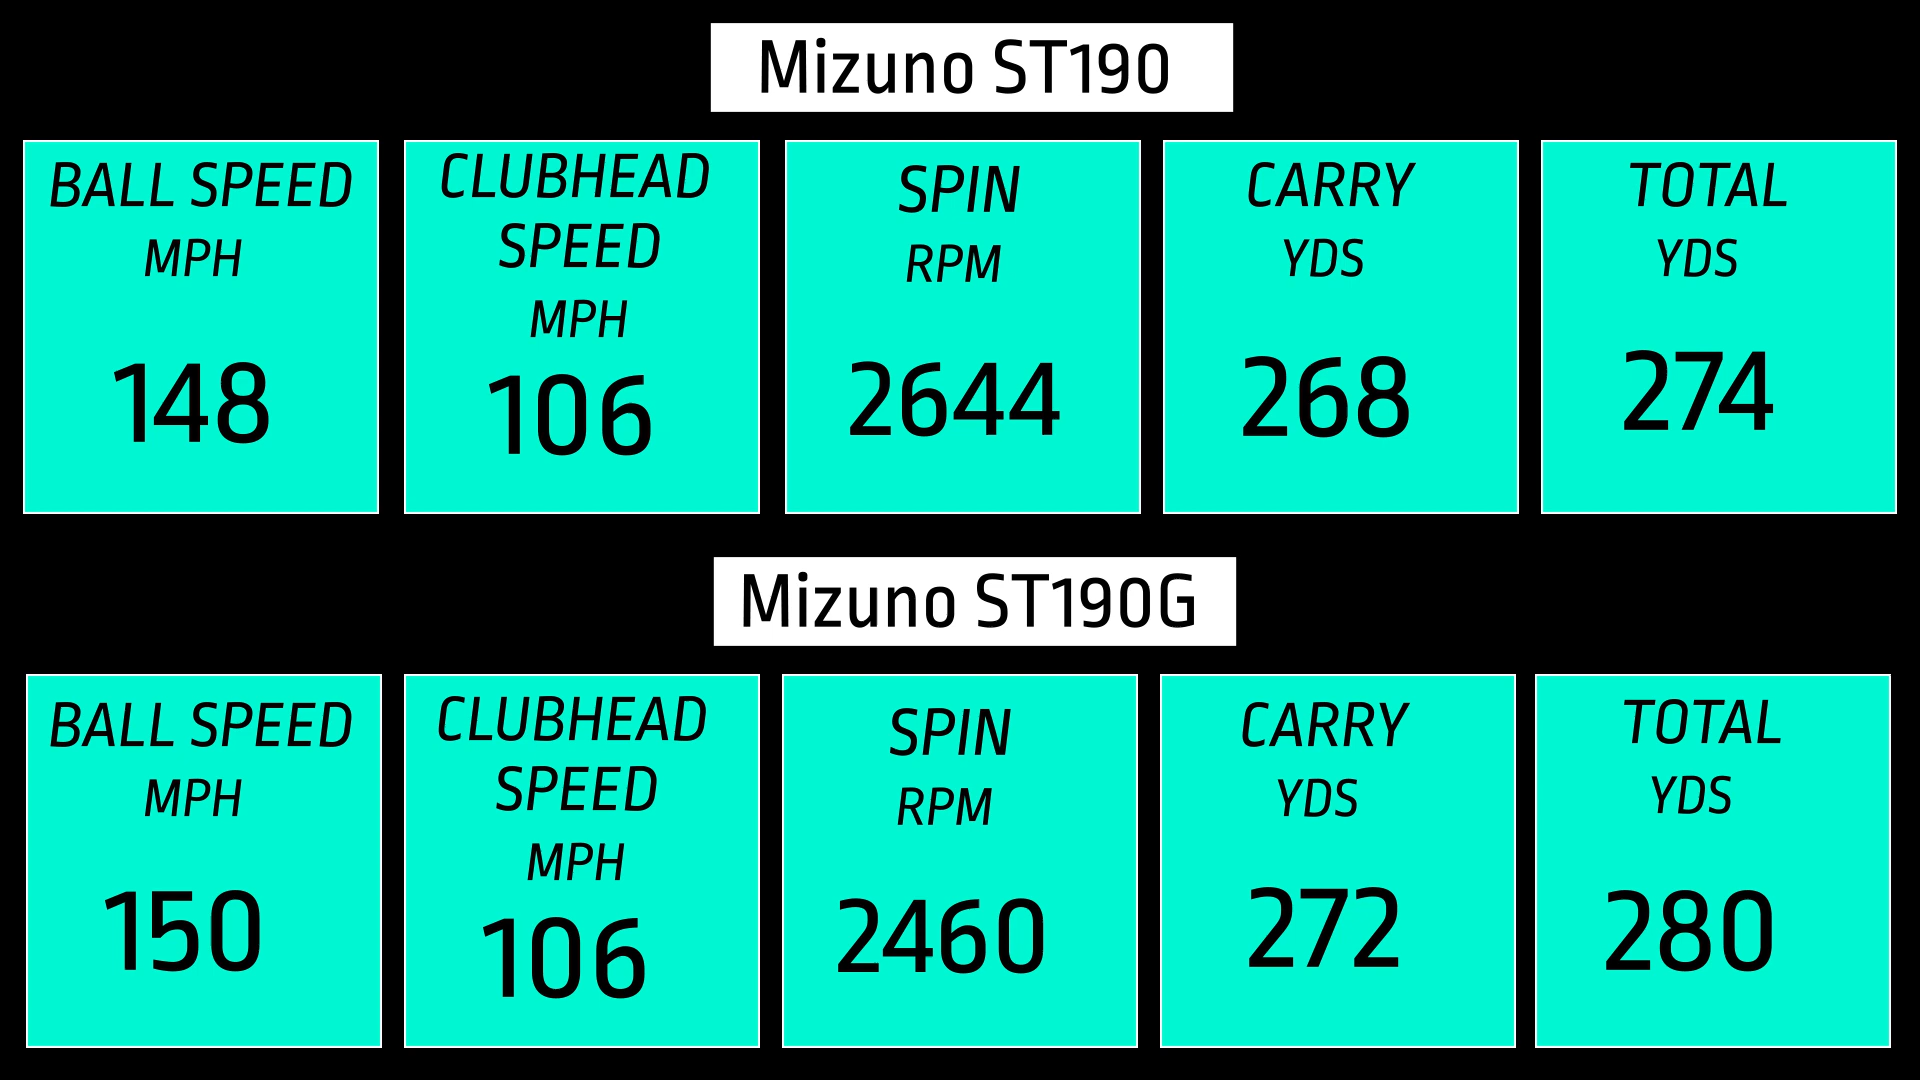 Mizuno ST190
BALL SPEED
MPH
148
CLUBHEAD
SPEED
MPH
106
SPIN
RPM
2644
CARRY
YDS
268
TOTAL
YDS
274
Mizuno ST190G
BALL SPEED
MPH
150
CLUBHEAD
SPEED
MPH
106
SPIN
RPM
2460
CARRY
YDS
272
TOTAL
YDS
280